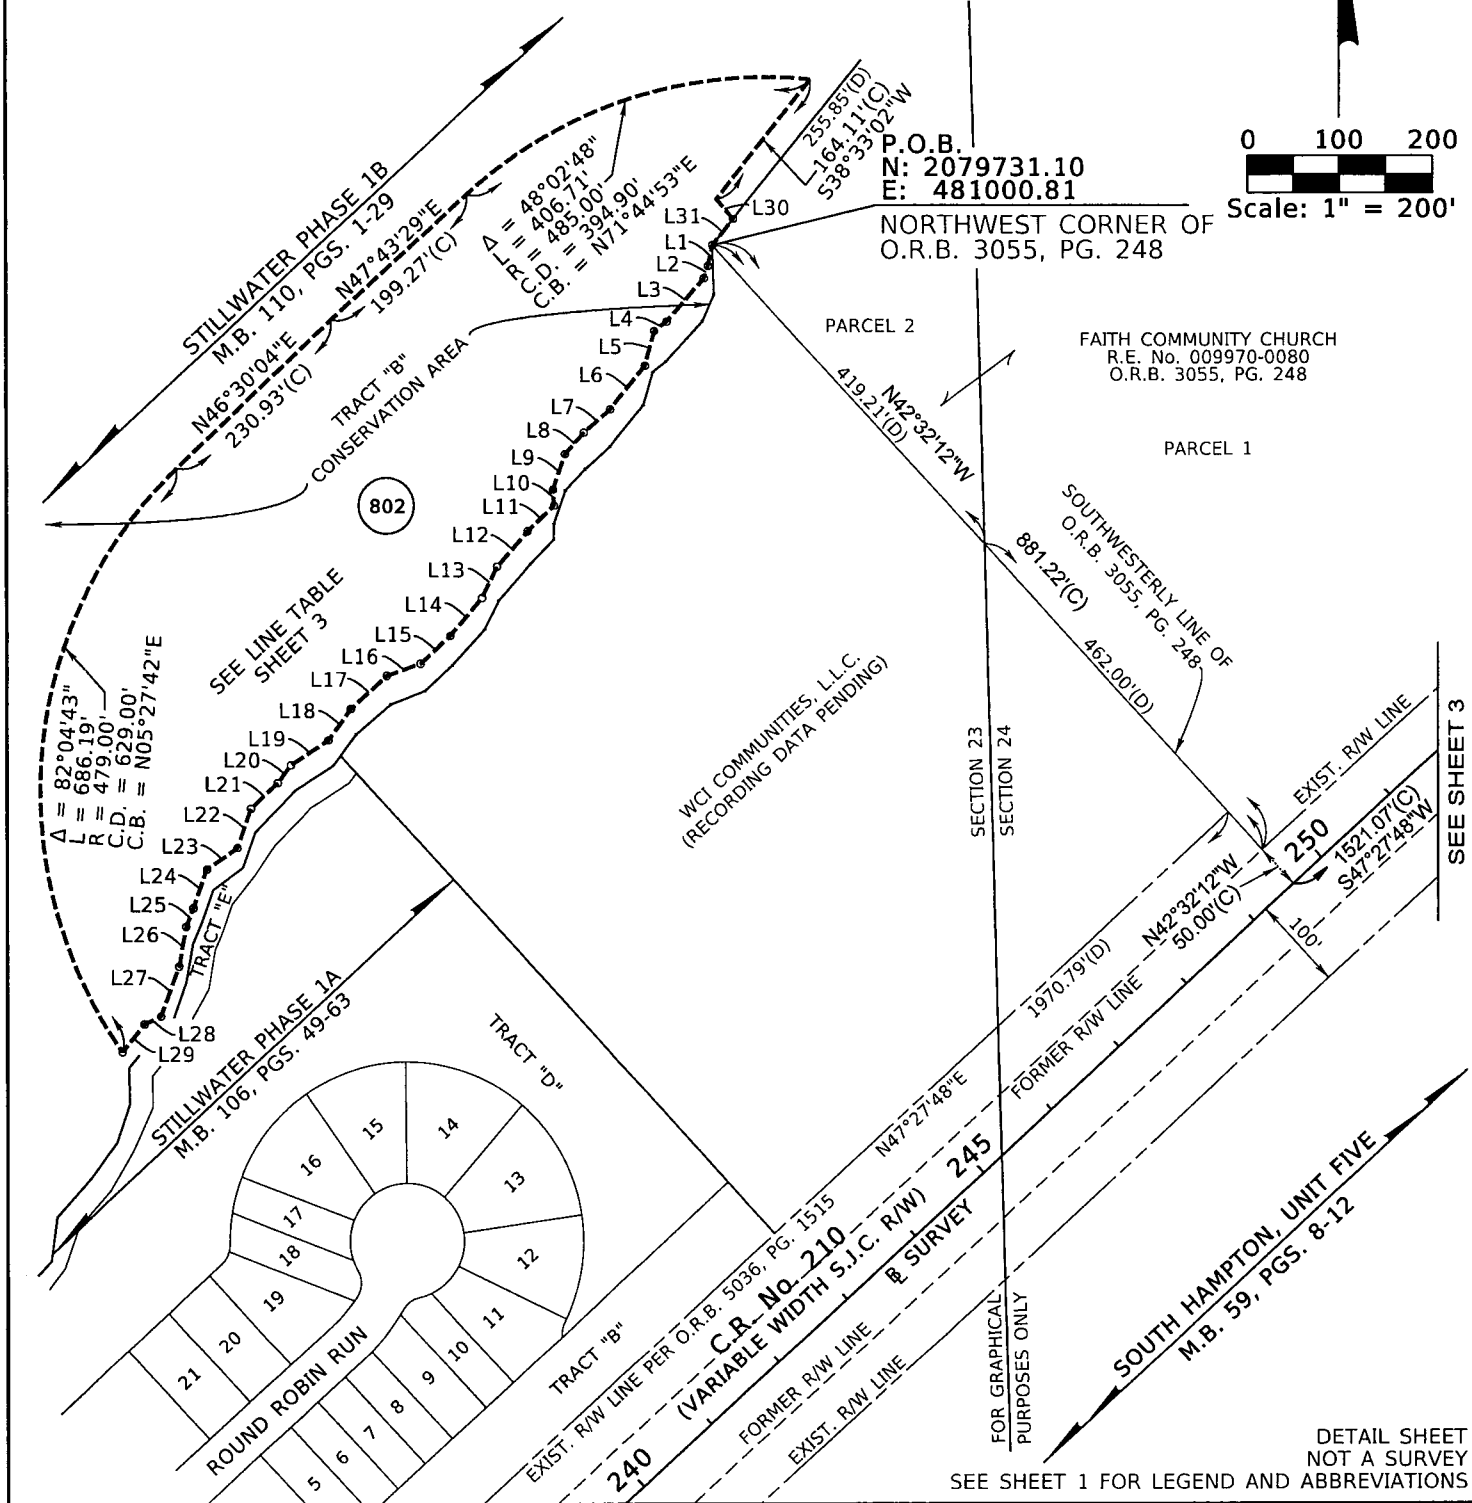 STILLWATER PHASE 1B
M.B. 110, PGS. 1-29
N47°43'29"E
199.27'(C)
N46°30'04"E
230.93'(C)
Δ = 48°02'48"
L = 406.71'
R = 485.00'
C.D. = 394.90'
C.B. = N71°44'53"E
255.85'(D)
164.11'(C)
S38°33'02"W
P.O.B.
N: 2079731.10
E: 481000.81
NORTHWEST CORNER OF
O.R.B. 3055, PG. 248
0 100 200
Scale: 1" = 200'
L30
L31
L1
L2
L3
L4
L5
L6
L7
L8
L9
L10
L11
L12
L13
L14
L15
L16
L17
L18
L19
L20
L21
L22
L23
L24
L25
L26
L27
L28
L29
TRACT "B"
CONSERVATION AREA
802
SEE LINE TABLE
SHEET 3
Δ = 82°04'43"
L = 686.19'
R = 479.00'
C.D. = 629.00'
C.B. = N05°27'42"E
PARCEL 2
FAITH COMMUNITY CHURCH
R.E. No. 009970-0080
O.R.B. 3055, PG. 248
PARCEL 1
419.21'(D)
N42°32'12"W
881.22'(C)
462.00'(D)
SOUTHWESTERLY LINE OF
O.R.B. 3055, PG. 248
WCI COMMUNITIES, L.L.C.
(RECORDING DATA PENDING)
SECTION 23
SECTION 24
EXIST. R/W LINE
250
1521.07'(C)
S47°27'48"W
SEE SHEET 3
N42°32'12"W
50.00'(C)
100'
1970.79'(D)
FORMER R/W LINE
N47°27'48"E
TRACT "E"
STILLWATER PHASE 1A
M.B. 106, PGS. 49-63
TRACT "D"
15
14
16
13
17
18
12
19
11
20
10
21
9
8
7
6
5
ROUND ROBIN RUN
TRACT "B"
EXIST. R/W LINE PER O.R.B. 5036, PG. 1515
C.R. No. 210
(VARIABLE WIDTH S.J.C. R/W)
245
BL SURVEY
240
FORMER R/W LINE
EXIST. R/W LINE
FOR GRAPHICAL
PURPOSES ONLY
SOUTH HAMPTON, UNIT FIVE
M.B. 59, PGS. 8-12
DETAIL SHEET
NOT A SURVEY
SEE SHEET 1 FOR LEGEND AND ABBREVIATIONS